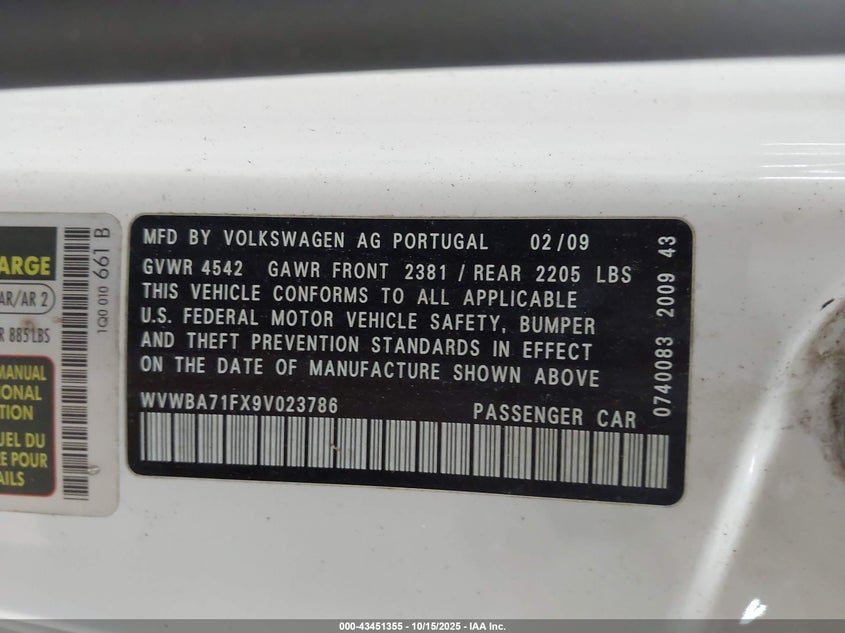 ARGE
AR/AR 2
R 885 LBS
MANUAL
IONAL
TION
UEL DU
E POUR
AILS
1Q0 010 661 B
MFD BY VOLKSWAGEN AG PORTUGAL 02/09
GVWR 4542 GAWR FRONT 2381 / REAR 2205 LBS
THIS VEHICLE CONFORMS TO ALL APPLICABLE
U.S. FEDERAL MOTOR VEHICLE SAFETY, BUMPER
AND THEFT PREVENTION STANDARDS IN EFFECT
ON THE DATE OF MANUFACTURE SHOWN ABOVE
WVWBA71FX9V023786 PASSENGER CAR
0740083 2009 43
000-43451355 - 10/15/2025 - IAA Inc.